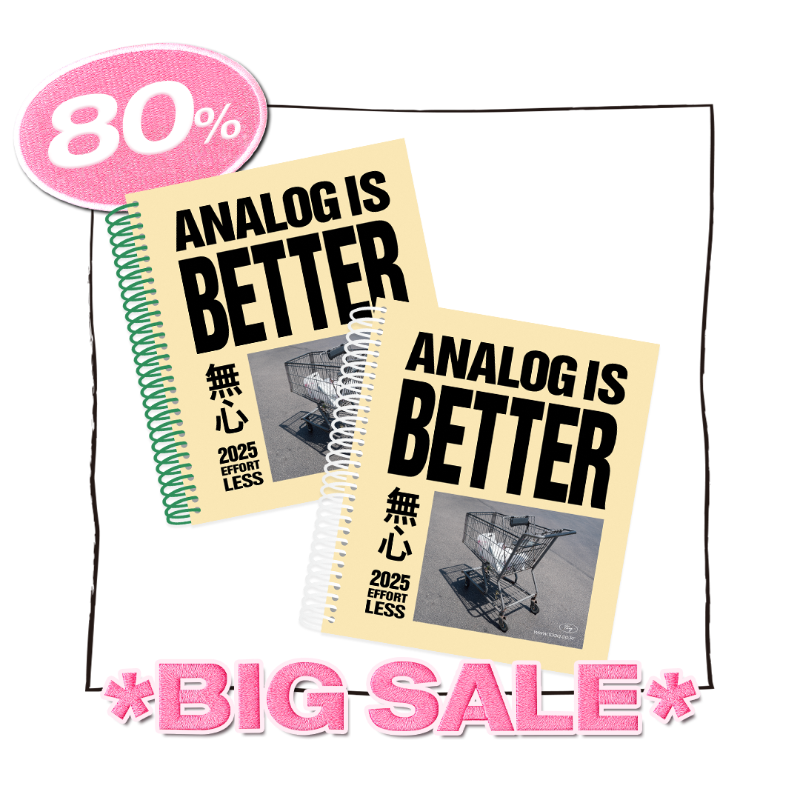 80%
ANALOG IS
BETTER
無
心
2025
EFFORT
LESS
ANALOG IS
BETTER
無
心
2025
EFFORT
LESS
*BIG SALE*